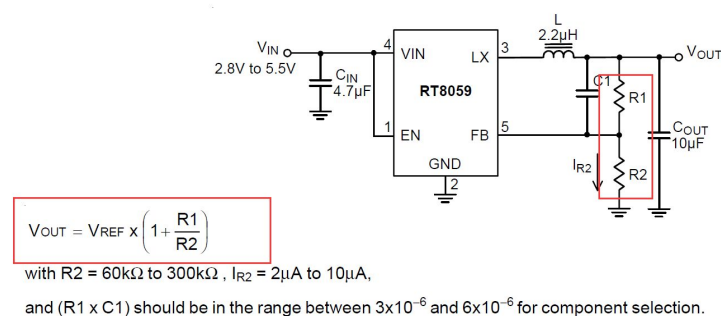 L
2.2µH
VIN
2.8V to 5.5V
CIN
4.7µF
4
VIN
LX
3
VOUT
RT8059
C1
R1
1
EN
FB
5
COUT
10µF
GND
2
IR2
R2
VOUT = VREF x (1+ R1/R2)
with R2 = 60kΩ to 300kΩ , IR2 = 2µA to 10µA,
and (R1 x C1) should be in the range between 3x10⁻⁶ and 6x10⁻⁶ for component selection.